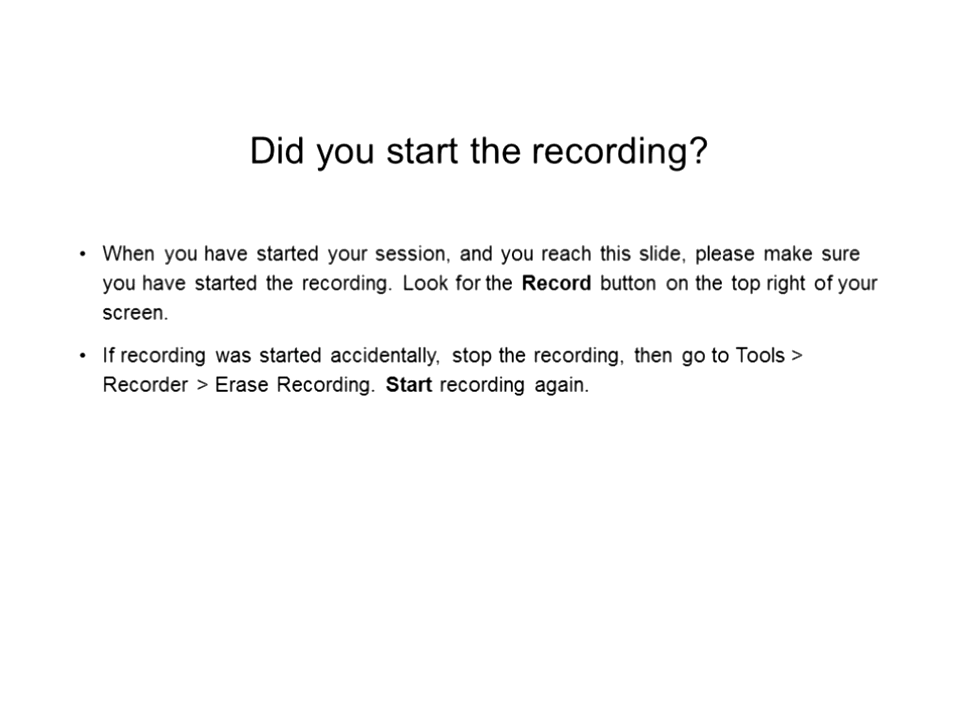 Did you start the recording?
• When you have started your session, and you reach this slide, please make sure
you have started the recording. Look for the Record button on the top right of your
screen.
• If recording was started accidentally, stop the recording, then go to Tools >
Recorder > Erase Recording. Start recording again.